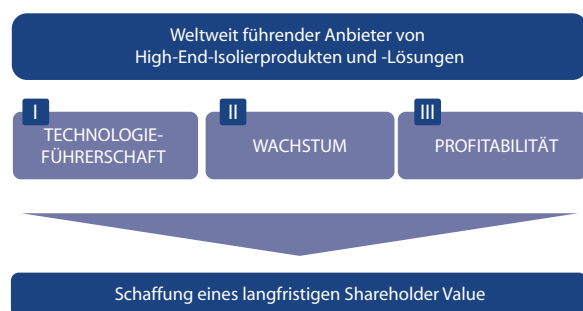 Weltweit führender Anbieter von
High-End-Isolierprodukten und -Lösungen
I
TECHNOLOGIE-
FÜHRERSCHAFT
II
WACHSTUM
III
PROFITABILITÄT
Schaffung eines langfristigen Shareholder Value